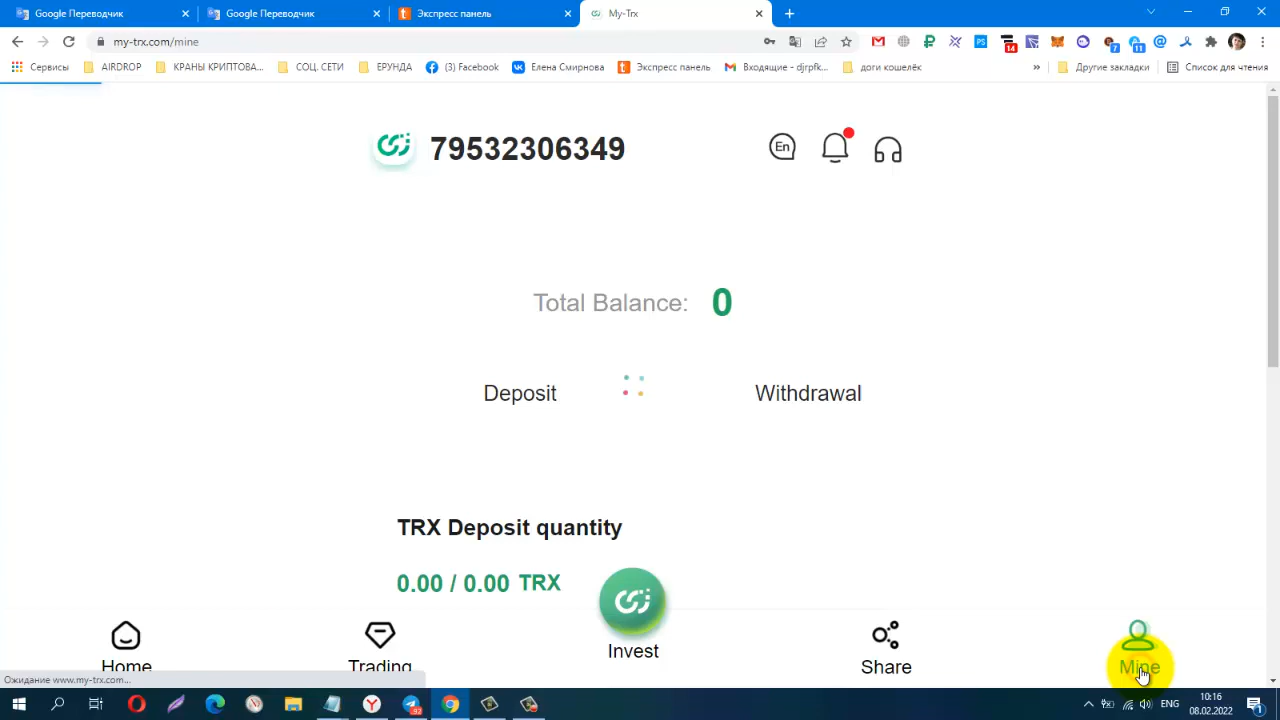 Google Переводчик
Google Переводчик
Экспресс панель
My-Trx
my-trx.com/mine
14
7
11
Сервисы
AIRDROP
КРАНЫ КРИПТОВА...
СОЦ. СЕТИ
ЕРУНДА
(3) Facebook
Елена Смирнова
Экспресс панель
Входящие - djrpfk...
доги кошелёк
»
Другие закладки
Список для чтения
79532306349
En
Total Balance: 0
Deposit
Withdrawal
TRX Deposit quantity
0.00 / 0.00 TRX
Home
Trading
Invest
Share
Mine
Ожидание www.my-trx.com...
ENG
10:16
08.02.2022